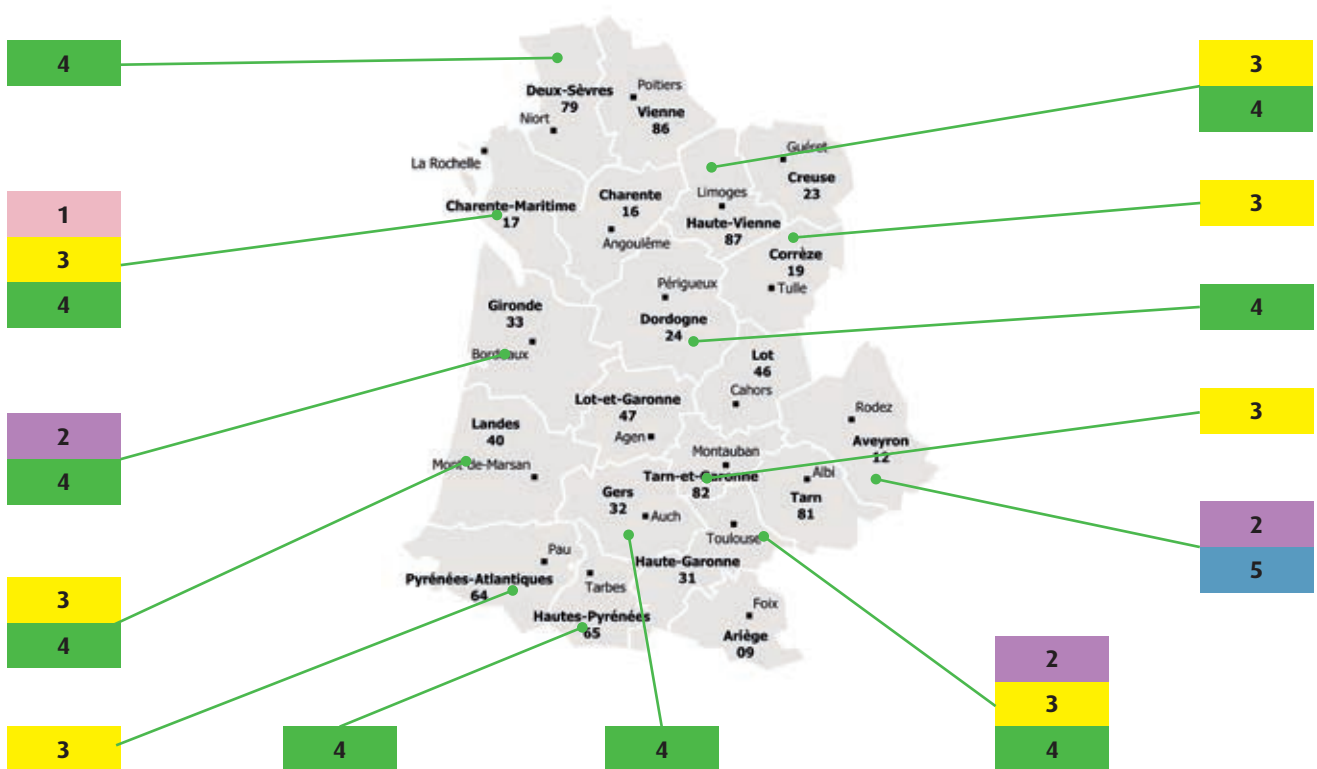 4
3
4
Deux-Sèvres
79
Poitiers
Vienne
86
Niort
La Rochelle
Guéret
Creuse
23
1
3
4
Charente-Maritime
17
Charente
16
Angoulême
Limoges
Haute-Vienne
87
3
Corrèze
19
Tulle
Périgueux
Dordogne
24
4
Gironde
33
Bordeaux
Lot
46
Cahors
3
Rodez
Aveyron
12
2
4
Landes
40
Mont-de-Marsan
Lot-et-Garonne
47
Agen
Montauban
Tarn-et-Garonne
82
Albi
Tarn
81
Gers
32
Auch
Toulouse
Haute-Garonne
31
2
5
3
4
Pau
Pyrénées-Atlantiques
64
Tarbes
Hautes-Pyrénées
65
Foix
Ariège
09
2
3
4
3
4
4